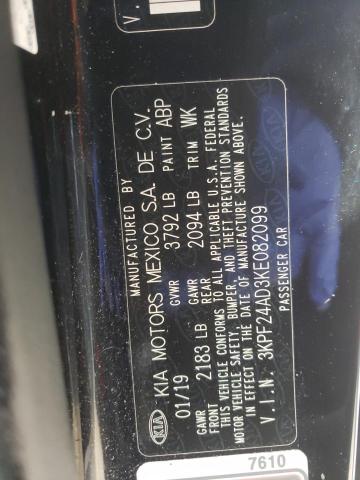 MANUFACTURED BY
KIA KIA MOTORS MEXICO S.A. DE C.V.
01/19 GVWR 3792 LB PAINT ABP
GAWR FRONT 2183 LB GAWR REAR 2094 LB TRIM WK
THIS VEHICLE CONFORMS TO ALL APPLICABLE U.S.A. FEDERAL
MOTOR VEHICLE SAFETY, BUMPER, AND THEFT PREVENTION STANDARDS
IN EFFECT ON THE DATE OF MANUFACTURE SHOWN ABOVE.
V.I.N. 3KPF24AD3KE082099
PASSENGER CAR
7610
V.